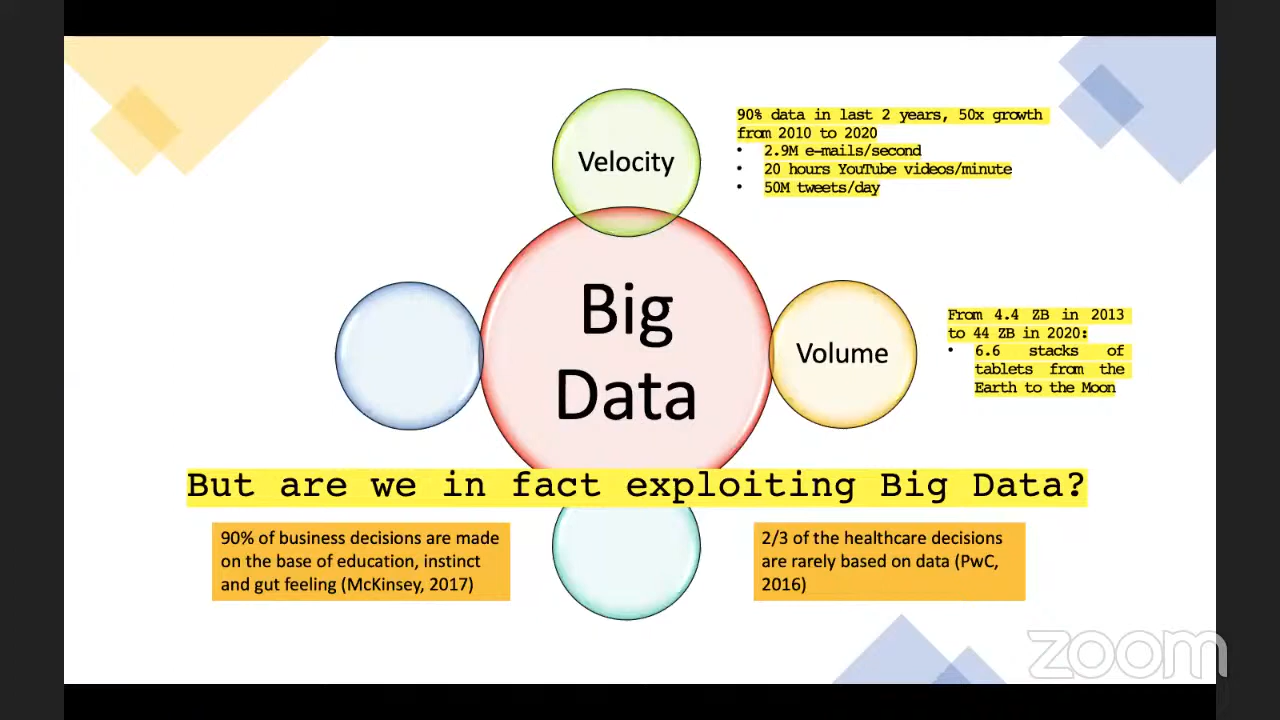 Velocity
90% data in last 2 years, 50x growth
from 2010 to 2020
• 2.9M e-mails/second
• 20 hours YouTube videos/minute
• 50M tweets/day
Big
Data
Volume
From 4.4 ZB in 2013
to 44 ZB in 2020:
• 6.6 stacks of
tablets from the
Earth to the Moon
But are we in fact exploiting Big Data?
90% of business decisions are made
on the base of education, instinct
and gut feeling (McKinsey, 2017)
2/3 of the healthcare decisions
are rarely based on data (PwC,
2016)
zoom